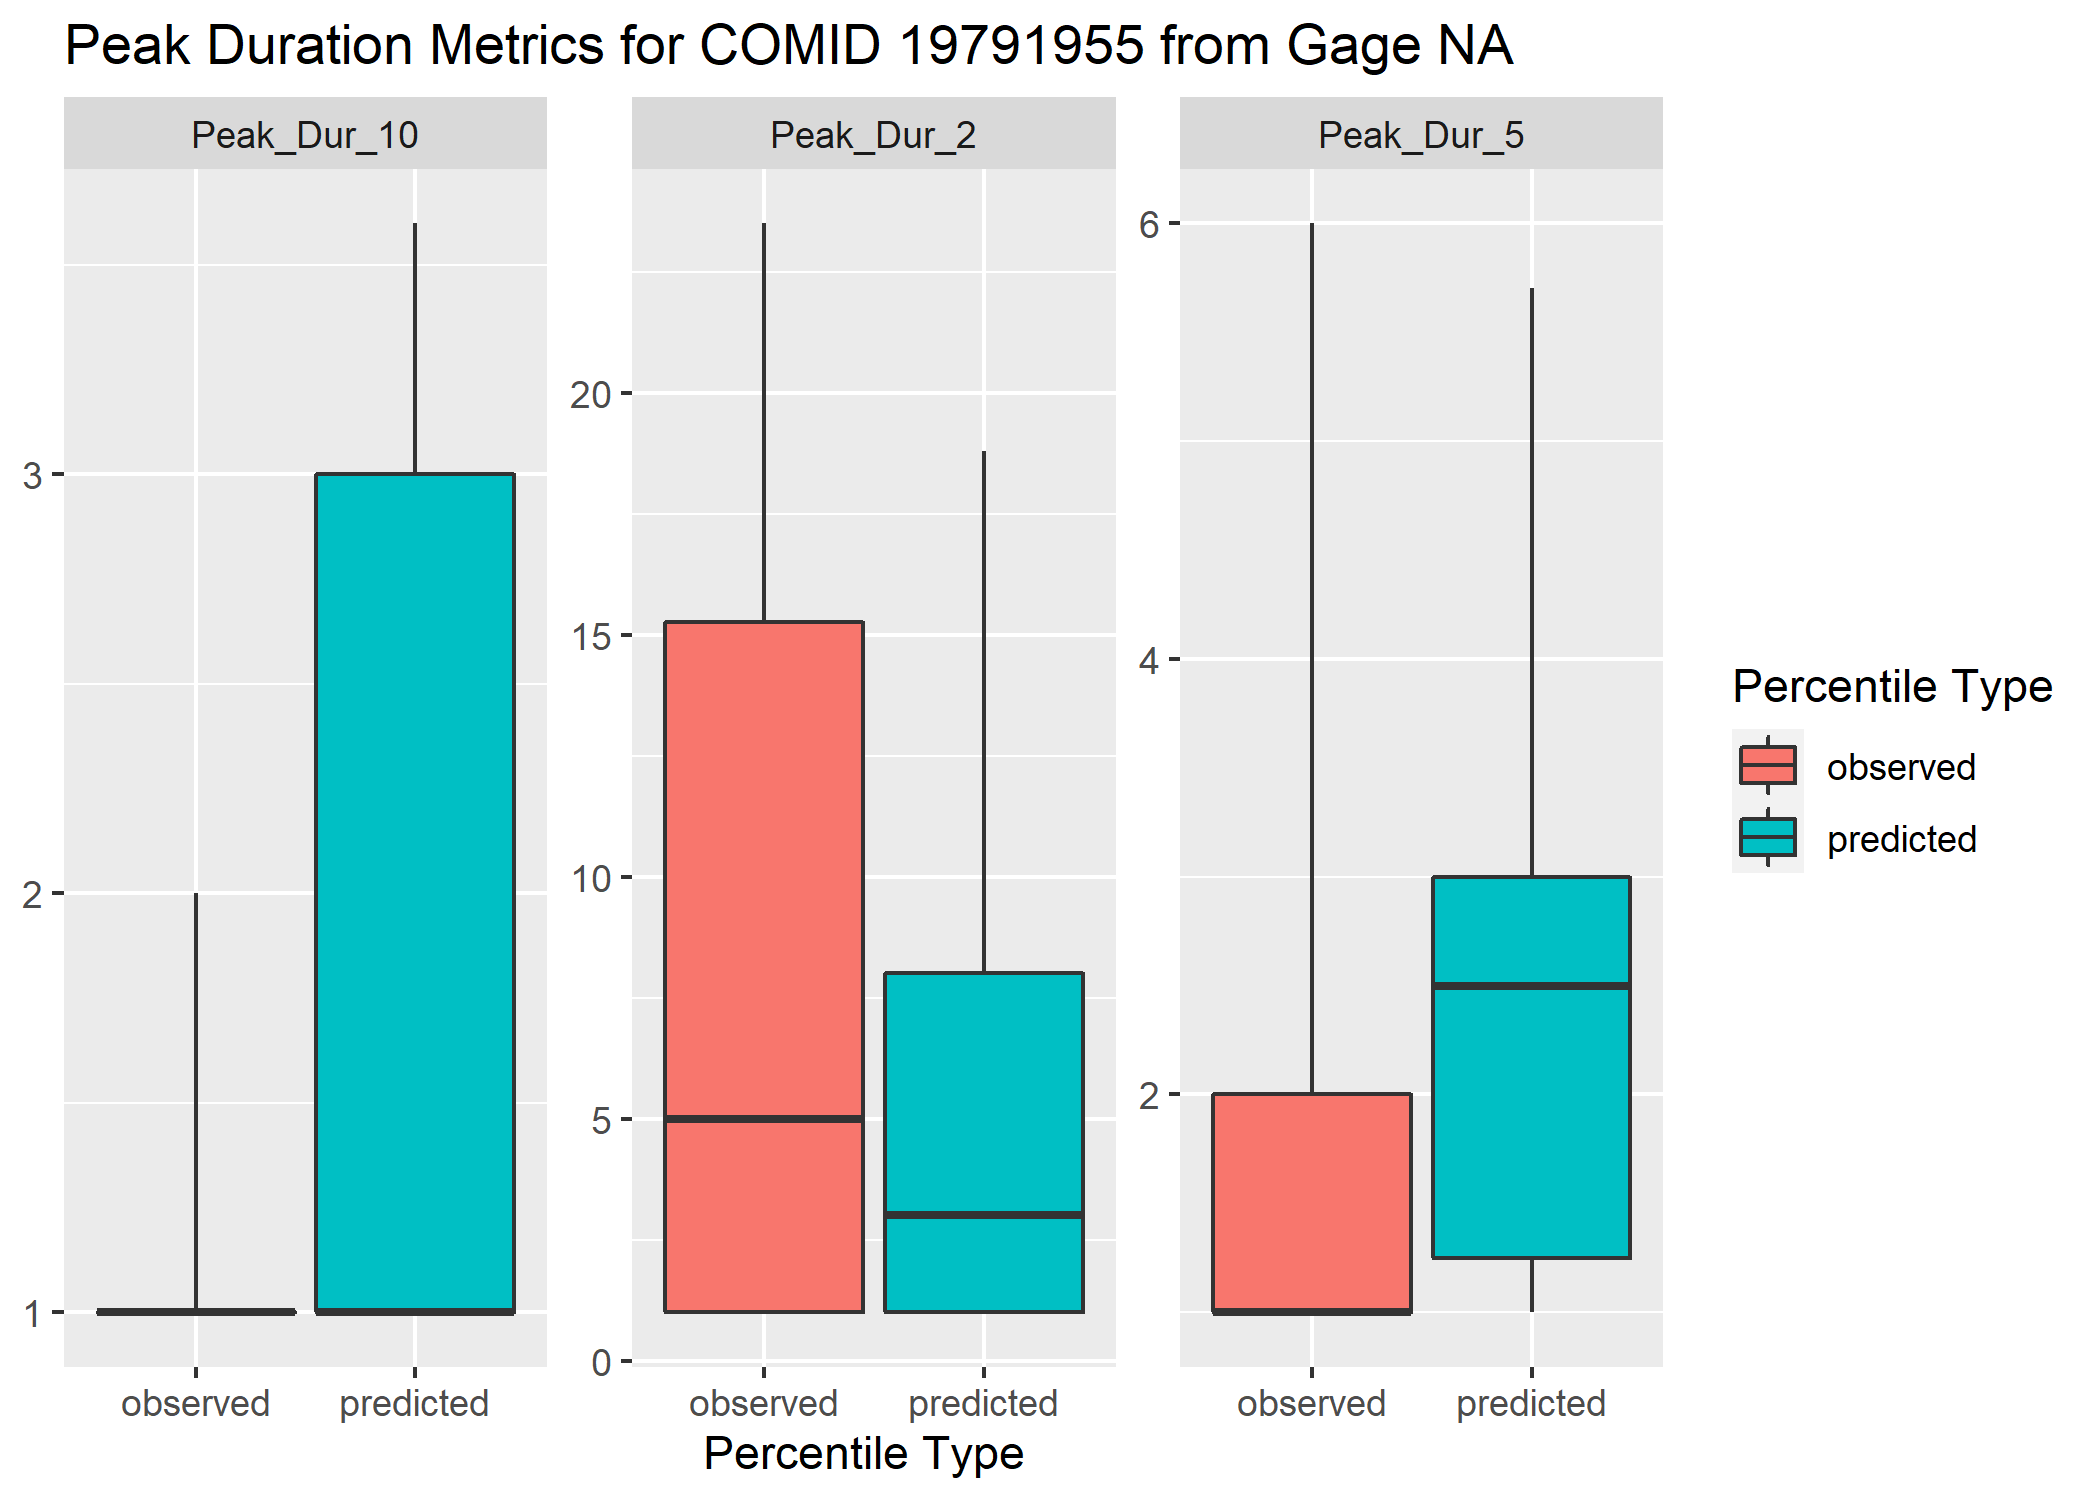 Peak Duration Metrics for COMID 19791955 from Gage NA
Peak_Dur_10
Peak_Dur_2
Peak_Dur_5
3
2
1
20
15
10
5
0
6
4
2
observed predicted
observed predicted
observed predicted
Percentile Type
Percentile Type
observed
predicted